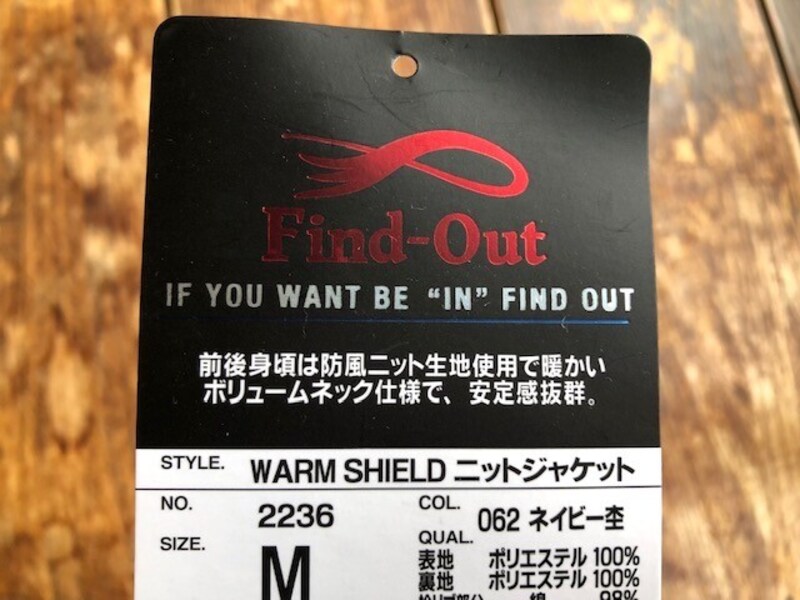 Find-Out
IF YOU WANT BE “IN” FIND OUT
前後身頃は防風ニット生地使用で暖かい
ボリュームネック仕様で、安定感抜群。
STYLE. WARM SHIELD ニットジャケット
NO. 2236
COL. 062 ネイビー杢
SIZE. M
QUAL.
表地 ポリエステル 100%
裏地 ポリエステル 100%
綿 98%